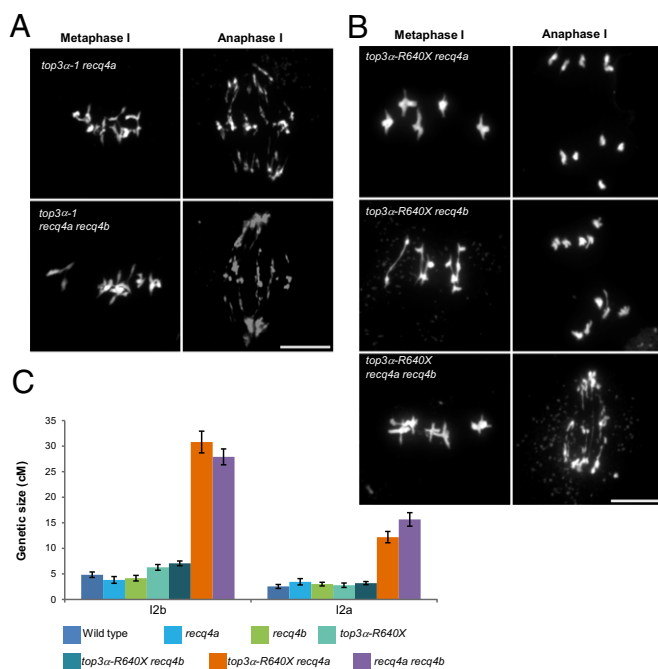 A
Metaphase I Anaphase I
top3α-1 recq4a
top3α-1
recq4a recq4b
B
Metaphase I Anaphase I
top3α-R640X recq4a
top3α-R640X recq4b
top3α-R640X
recq4a recq4b
C
Genetic size (cM)
35
30
25
20
15
10
5
0
I2b I2a
Wild type recq4a recq4b top3α-R640X
top3α-R640X recq4b top3α-R640X recq4a recq4a recq4b